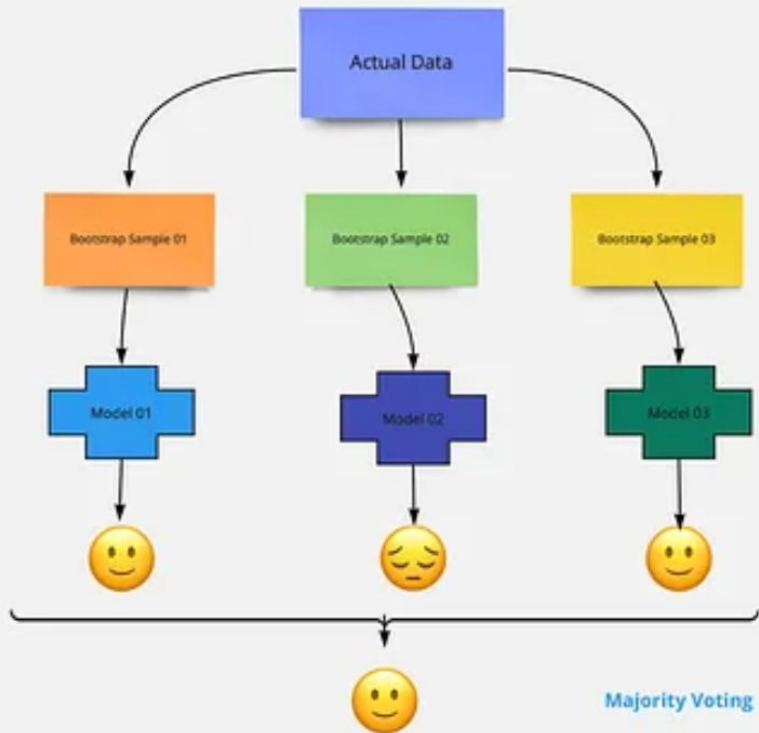 Actual Data
Bootstrap Sample 01
Bootstrap Sample 02
Bootstrap Sample 03
Model 01
Model 02
Model 03
Majority Voting